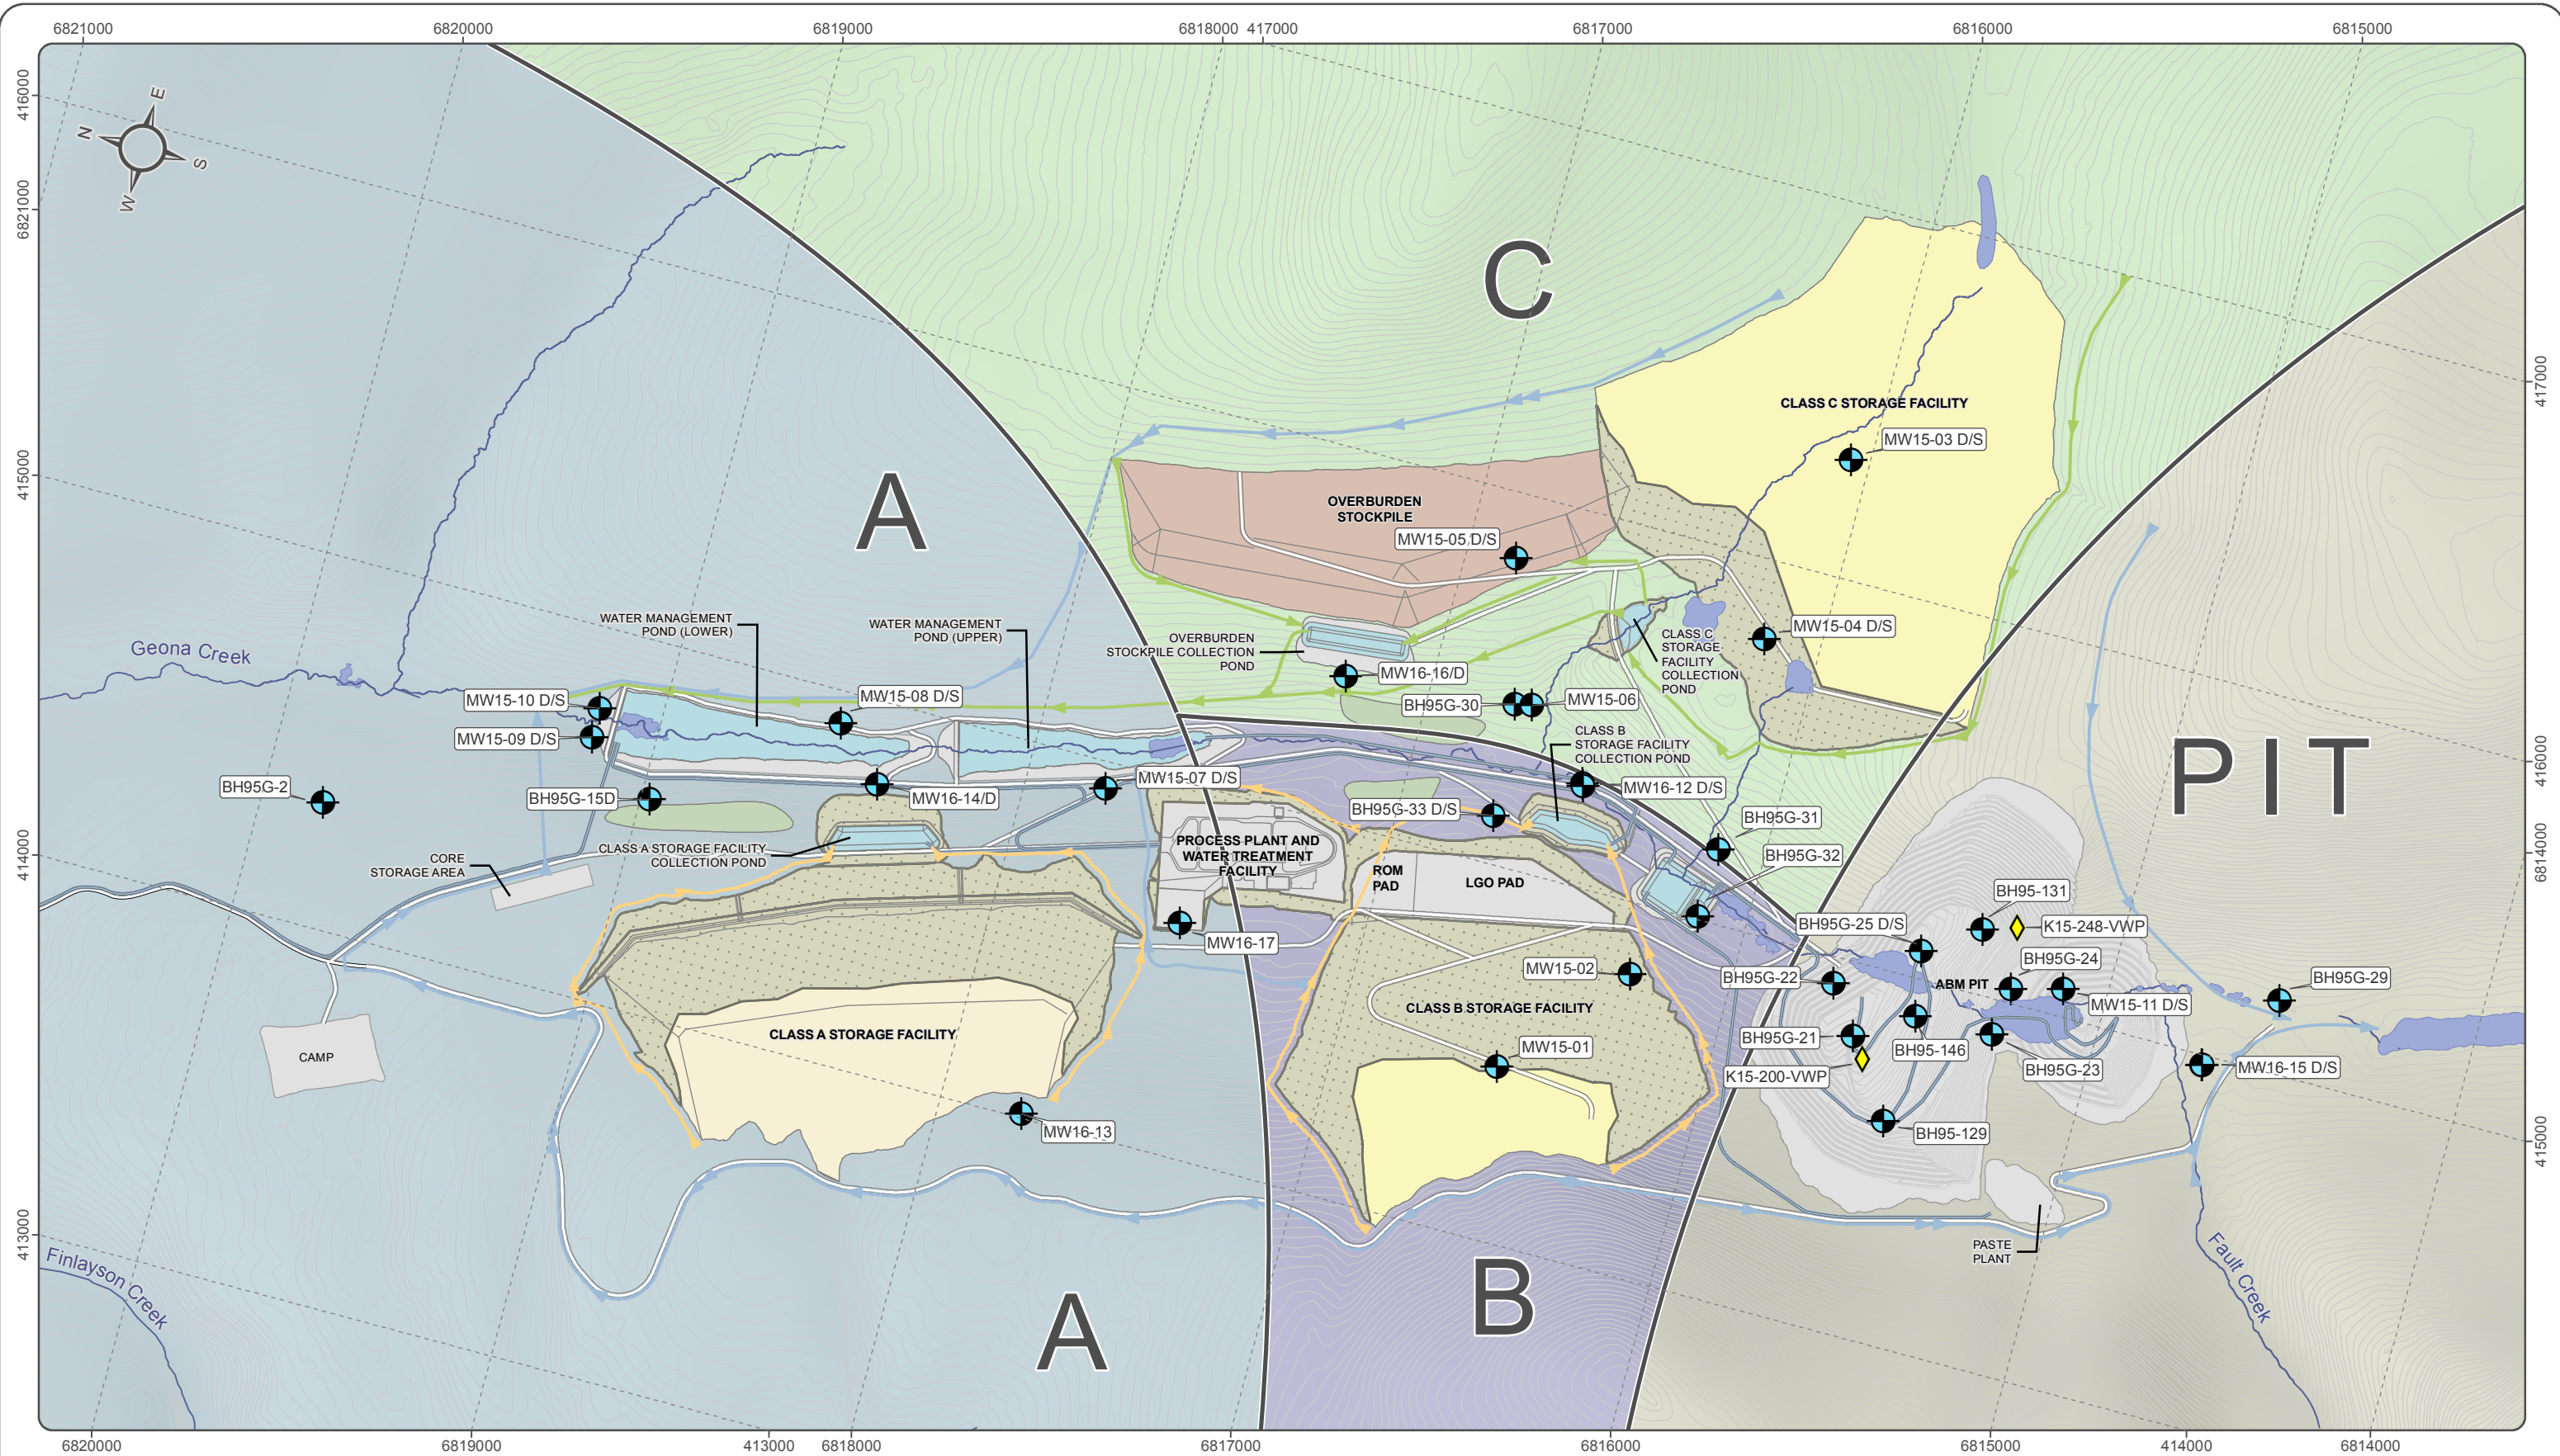 6821000
6820000
6819000
6818000
417000
6817000
6816000
6815000
416000
6821000
415000
414000
413000
N
E
S
W
C
A
PIT
A
B
CLASS C STORAGE FACILITY
MW15-03 D/S
OVERBURDEN
STOCKPILE
MW15-05 D/S
WATER MANAGEMENT
POND (LOWER)
WATER MANAGEMENT
POND (UPPER)
OVERBURDEN
STOCKPILE COLLECTION
POND
CLASS C
STORAGE
FACILITY
COLLECTION
POND
MW15-04 D/S
Geona Creek
MW16-16/D
MW15-10 D/S
MW15-08 D/S
BH95G-30
MW15-06
MW15-09 D/S
CLASS B
STORAGE FACILITY
COLLECTION POND
BH95G-2
BH95G-15D
MW16-14/D
MW15-07 D/S
BH95G-33 D/S
MW16-12 D/S
BH95G-31
BH95G-32
CORE
STORAGE AREA
CLASS A STORAGE FACILITY
COLLECTION POND
PROCESS PLANT AND
WATER TREATMENT
FACILITY
ROM
PAD
LGO PAD
BH95-131
BH95G-25 D/S
K15-248-VWP
MW16-17
MW15-02
BH95G-22
BH95G-24
ABM PIT
BH95G-29
MW15-11 D/S
CLASS B STORAGE FACILITY
CLASS A STORAGE FACILITY
BH95G-21
BH95-146
CAMP
MW15-01
K15-200-VWP
BH95G-23
MW16-15 D/S
MW16-13
BH95-129
PASTE
PLANT
Finlayson Creek
Fault Creek
417000
416000
6814000
415000
6820000
6819000
413000
6818000
6817000
6816000
6815000
414000
6814000